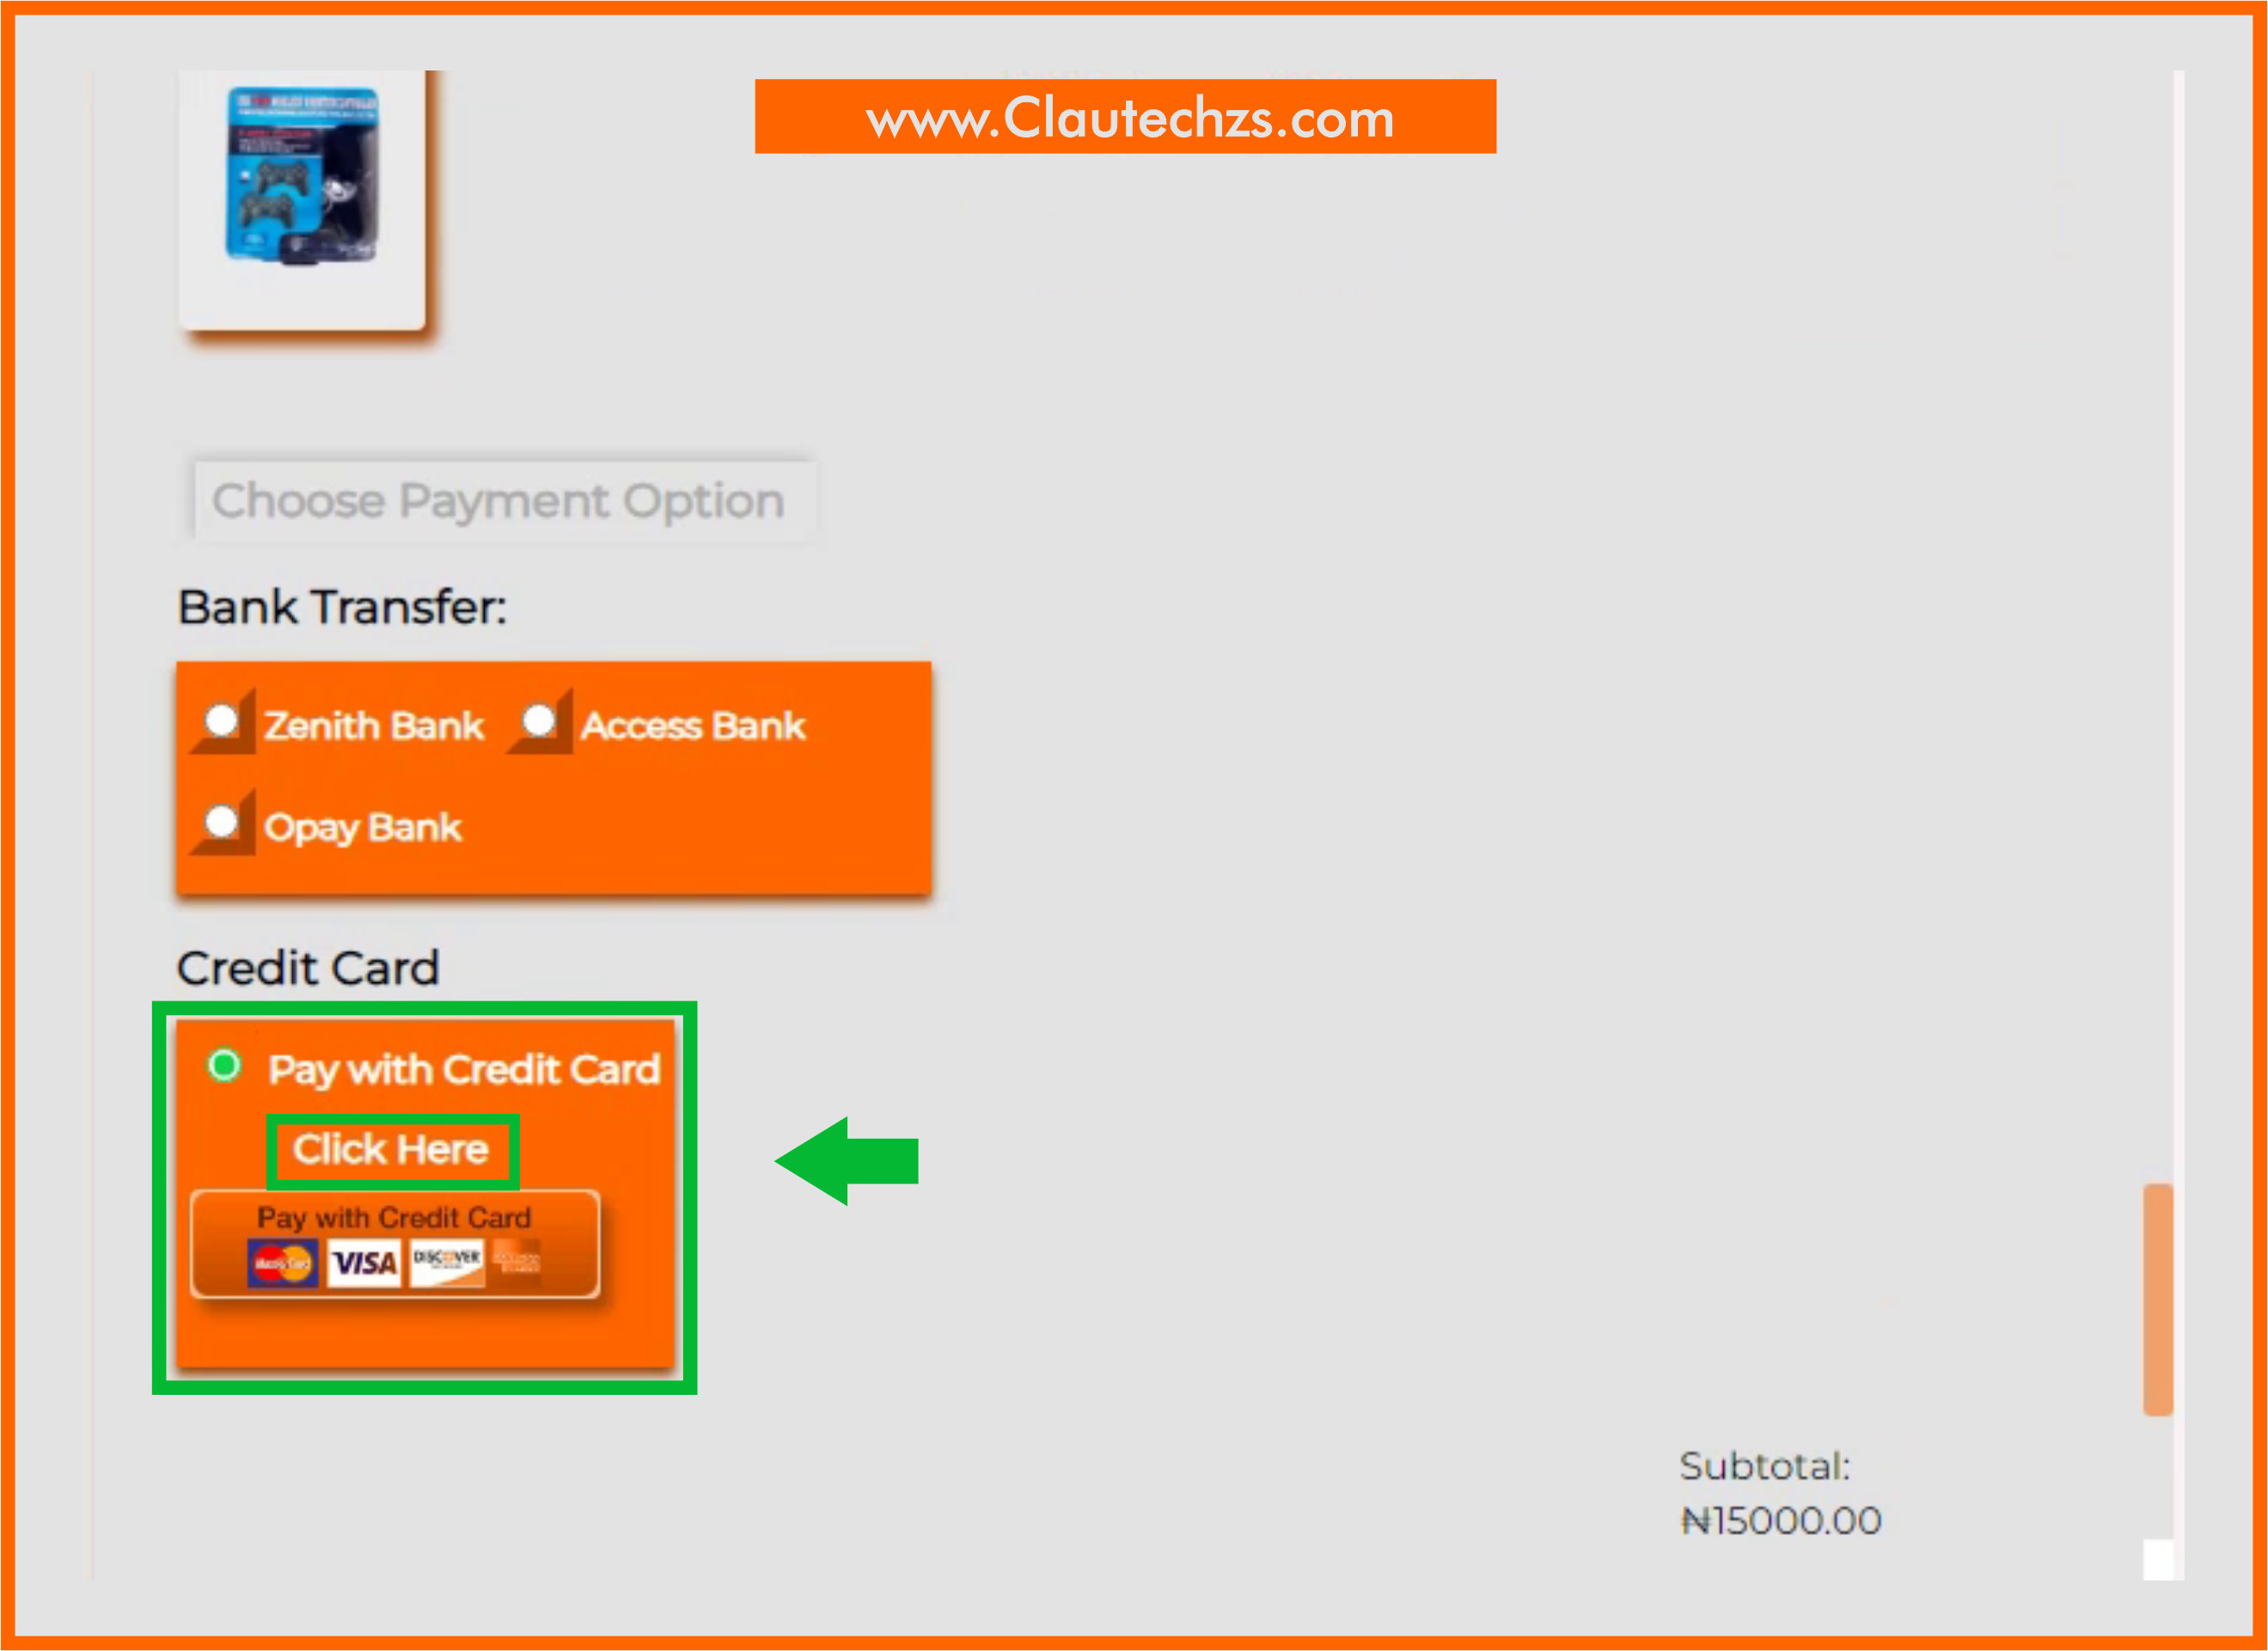 www.Clautechzs.com
Choose Payment Option
Bank Transfer:
Zenith Bank Access Bank
Opay Bank
Credit Card
Pay with Credit Card
Click Here
Pay with Credit Card
MasterCard VISA DISCOVER
Subtotal:
₦15000.00